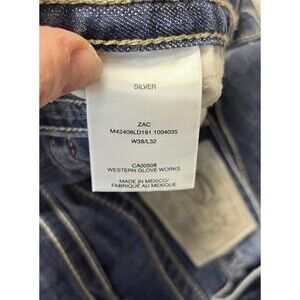 SILVER
ZAC
M42408LD191 1004035
W38/L32
CA00508
WESTERN GLOVE WORKS
MADE IN MEXICO/
FABRIQUÉ AU MEXIQUE